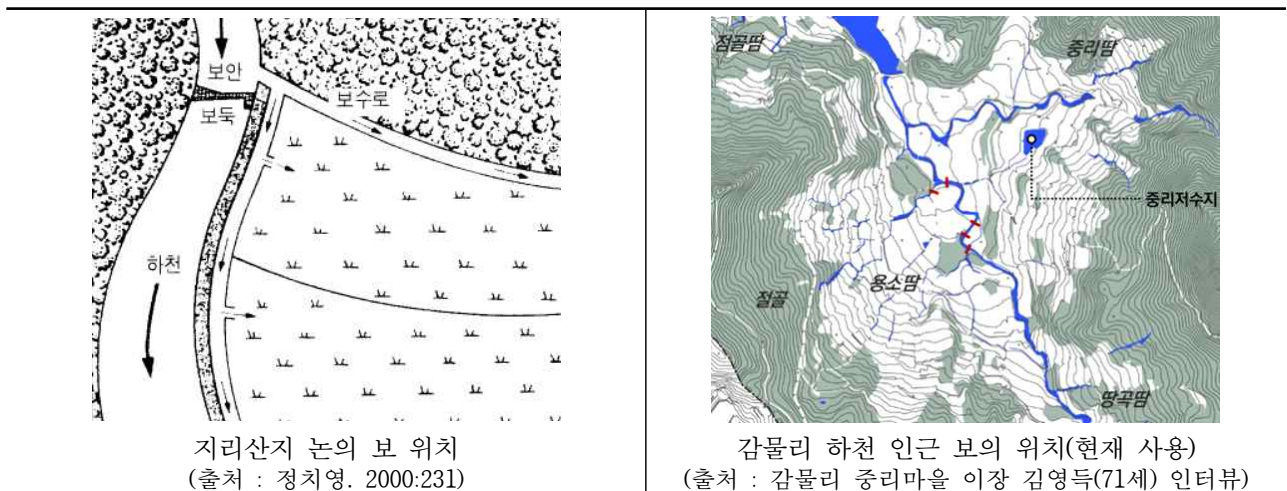 보안
보둑
보수로
하천
지리산지 논의 보 위치
(출처 : 정치영. 2000:231)
점골땀
중리땀
중리저수지
용소땀
절골
땅곡땀
감물리 하천 인근 보의 위치(현재 사용)
(출처 : 감물리 중리마을 이장 김영득(71세) 인터뷰)